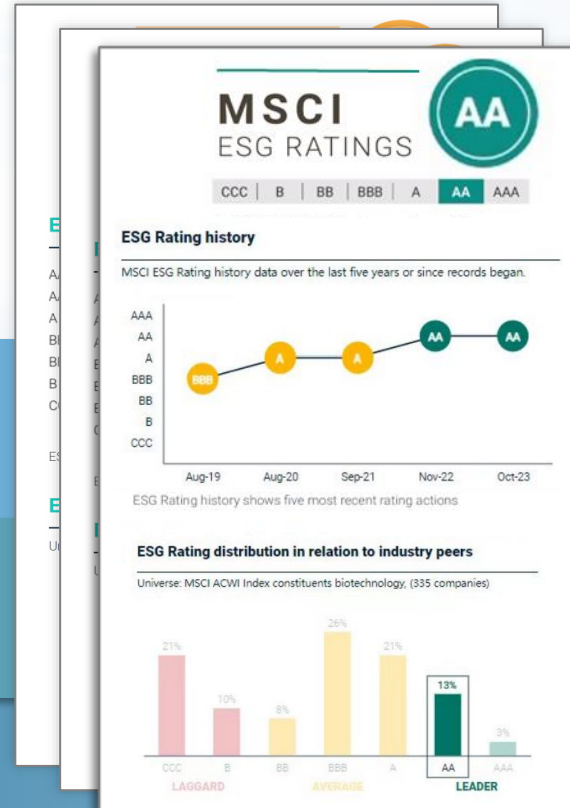 MSCI
ESG RATINGS
AA
CCC | B | BB | BBB | A AA AAA
ESG Rating history
MSCI ESG Rating history data over the last five years or since records began.
AAA
AA
A
BBB
BB
B
CCC
BBB
A
A
AA
AA
Aug-19 Aug-20 Sep-21 Nov-22 Oct-23
ESG Rating history shows five most recent rating actions
ESG Rating distribution in relation to industry peers
Universe: MSCI ACWI Index constituents biotechnology, (335 companies)
21% 10% 8% 26% 21% 13% 3%
CCC B BB BBB A AA AAA
LAGGARD AVERAGE LEADER